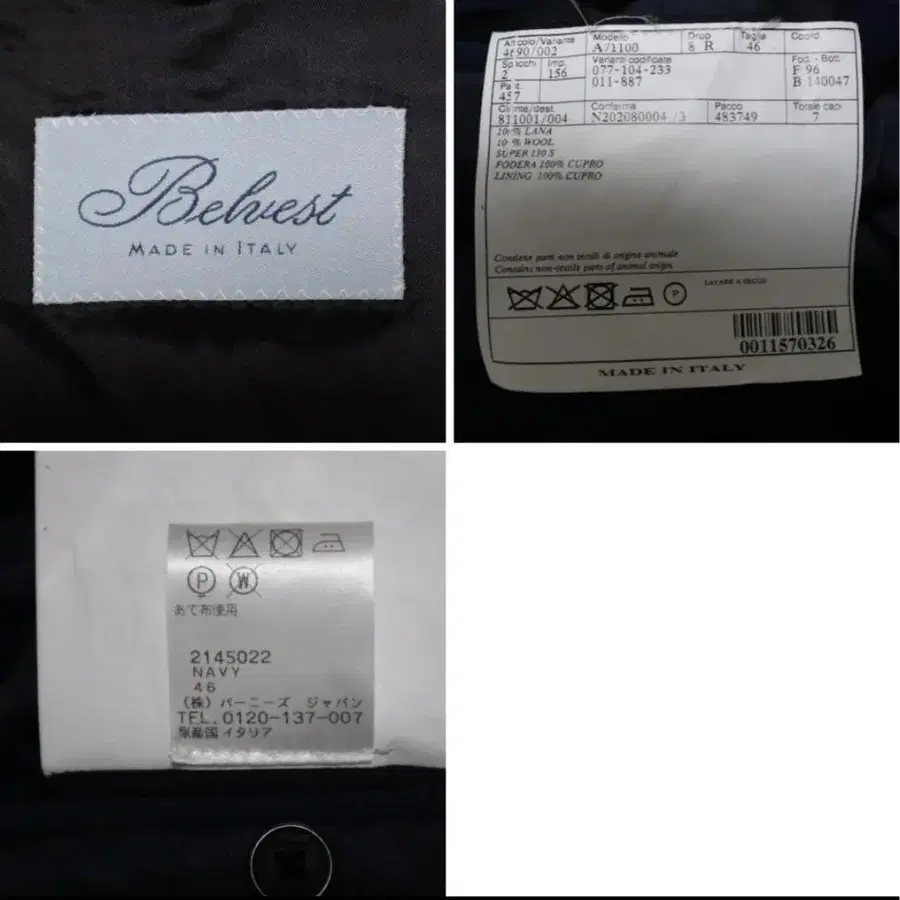 Belvest
MADE IN ITALY
Articolo/Variante Modello Drop Taglia Coord.
4690/002 A71100 8 R 46
Spacchi Imp. Varianti codificate Fod. - Bott.
2 156 077-104-233 F 96
011-887 B 140047
457
Cliente/dest. Conferma Pacco Totale capi
811001/004 N202080004 /3 483749 7
% LANA
% WOOL
SUPER 130 S
FODERA 100% CUPRO
LINING 100% CUPRO
Contiene parti non tessili di origine animale
Contains non-textile parts of animal origin
P LAVARE A SECCO
0011570326
MADE IN ITALY
P W
あて布使用
2145022
NAVY
46
(株) バーニーズ ジャパン
TEL.0120-137-007
原産国イタリア